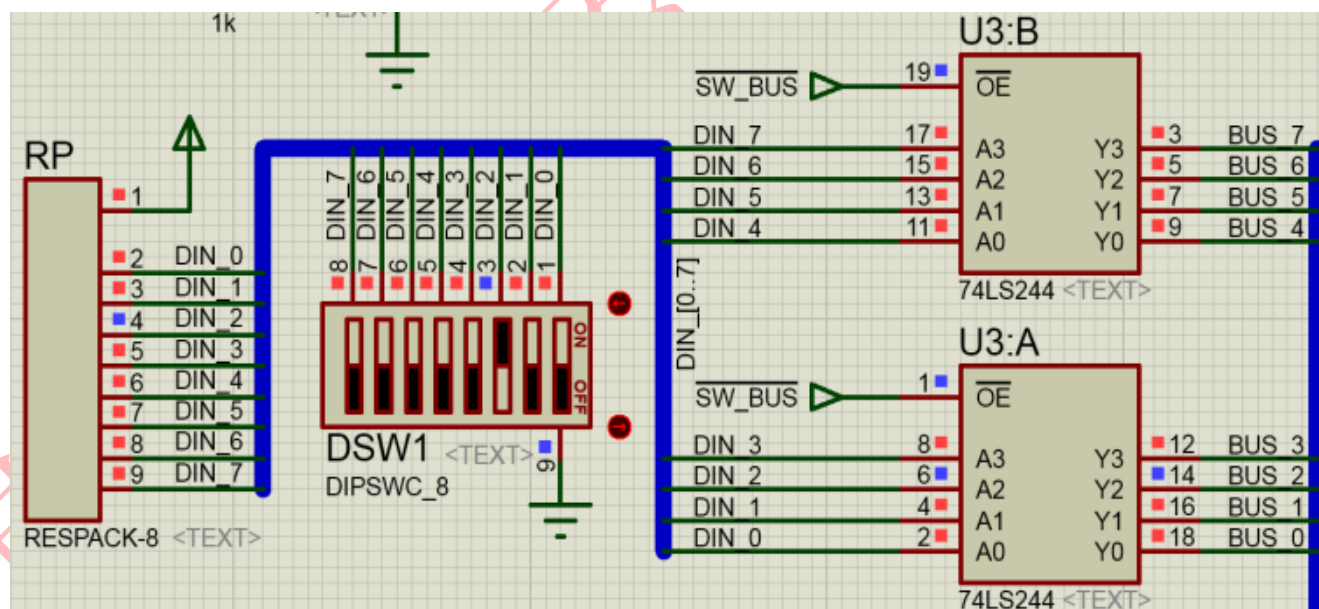 <TEXT>
1k
U3:B
SW_BUS 19 OE
DIN_7 17 A3 Y3 3 BUS_7
DIN_6 15 A2 Y2 5 BUS_6
DIN_5 13 A1 Y1 7 BUS_5
DIN_4 11 A0 Y0 9 BUS_4
74LS244 <TEXT>
RP
1
2 DIN_0
3 DIN_1
4 DIN_2
5 DIN_3
6 DIN_4
7 DIN_5
8 DIN_6
9 DIN_7
RESPACK-8 <TEXT>
DIN_7 DIN_6 DIN_5 DIN_4 DIN_3 DIN_2 DIN_1 DIN_0
8 7 6 5 4 3 2 1
ON
OFF
DSW1 <TEXT> 9
DIPSWC_8
DIN_[0..7]
U3:A
SW_BUS 1 OE
DIN_3 8 A3 Y3 12 BUS_3
DIN_2 6 A2 Y2 14 BUS_2
DIN_1 4 A1 Y1 16 BUS_1
DIN_0 2 A0 Y0 18 BUS_0
74LS244 <TEXT>